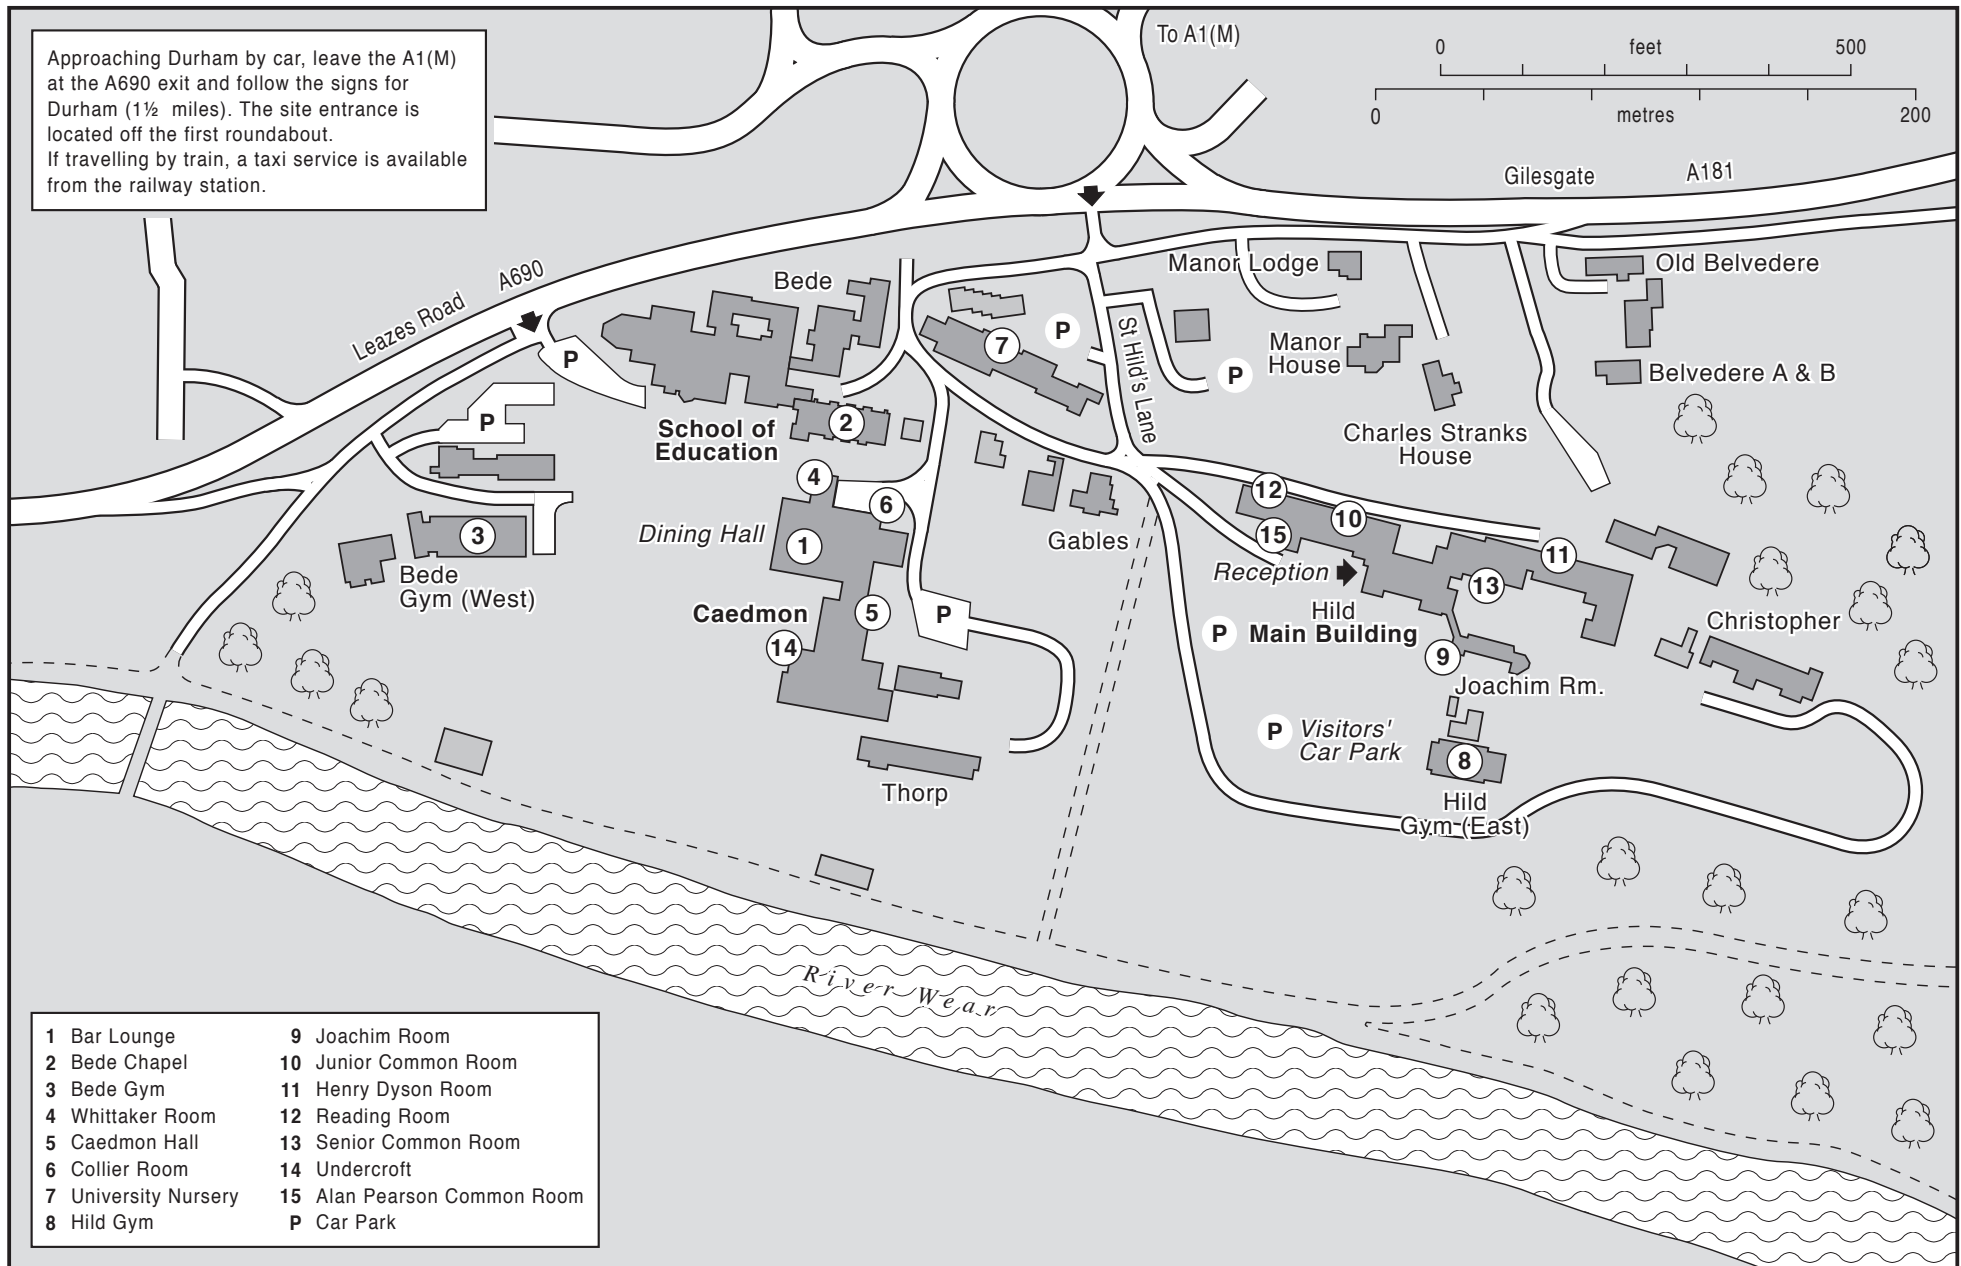 Approaching Durham by car, leave the A1(M)
at the A690 exit and follow the signs for
Durham (1½ miles). The site entrance is
located off the first roundabout.
If travelling by train, a taxi service is available
from the railway station.
To A1(M)
0 feet 500
0 metres 200
Gilesgate A181
Leazes Road A690
Bede
Manor Lodge
Old Belvedere
P
7
P
St Hild's Lane
Manor
House
P
Belvedere A & B
P
2
School of
Education
Charles Stranks
House
4
6
12
10
3
Dining Hall
1
Gables
15
11
Reception
13
Bede
Gym (West)
Caedmon
5
P
Hild
P Main Building
Christopher
14
9
Joachim Rm.
P Visitors'
Car Park
8
Thorp
Hild
Gym (East)
River Wear
1 Bar Lounge
2 Bede Chapel
3 Bede Gym
4 Whittaker Room
5 Caedmon Hall
6 Collier Room
7 University Nursery
8 Hild Gym
9 Joachim Room
10 Junior Common Room
11 Henry Dyson Room
12 Reading Room
13 Senior Common Room
14 Undercroft
15 Alan Pearson Common Room
P Car Park